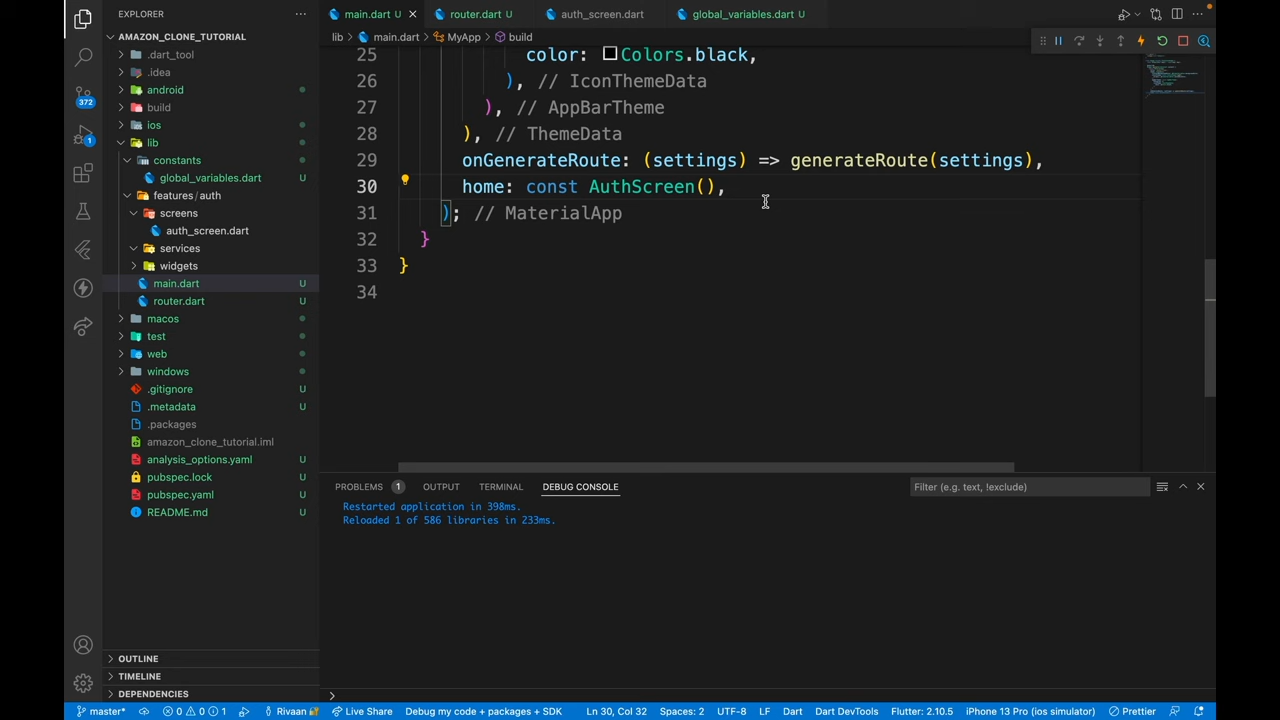 EXPLORER
AMAZON_CLONE_TUTORIAL
.dart_tool
.idea
android
build
ios
lib
constants
global_variables.dart U
features/auth
screens
auth_screen.dart
services
widgets
main.dart U
router.dart U
macos
test
web
windows
.gitignore U
.metadata U
.packages
amazon_clone_tutorial.iml
analysis_options.yaml U
pubspec.lock U
pubspec.yaml U
README.md U
OUTLINE
TIMELINE
DEPENDENCIES
372
1
main.dart U router.dart U auth_screen.dart global_variables.dart U
lib > main.dart > MyApp > build
25 color: Colors.black,
26 ), // IconThemeData
27 ), // AppBarTheme
28 ), // ThemeData
29 onGenerateRoute: (settings) => generateRoute(settings),
30 home: const AuthScreen(),
31 ); // MaterialApp
32 }
33 }
34
PROBLEMS 1 OUTPUT TERMINAL DEBUG CONSOLE Filter (e.g. text, !exclude)
Restarted application in 398ms.
Reloaded 1 of 586 libraries in 233ms.
master* 0 0 1 Rivaan Live Share Debug my code + packages + SDK Ln 30, Col 32 Spaces: 2 UTF-8 LF Dart Dart DevTools Flutter: 2.10.5 iPhone 13 Pro (ios simulator) Prettier